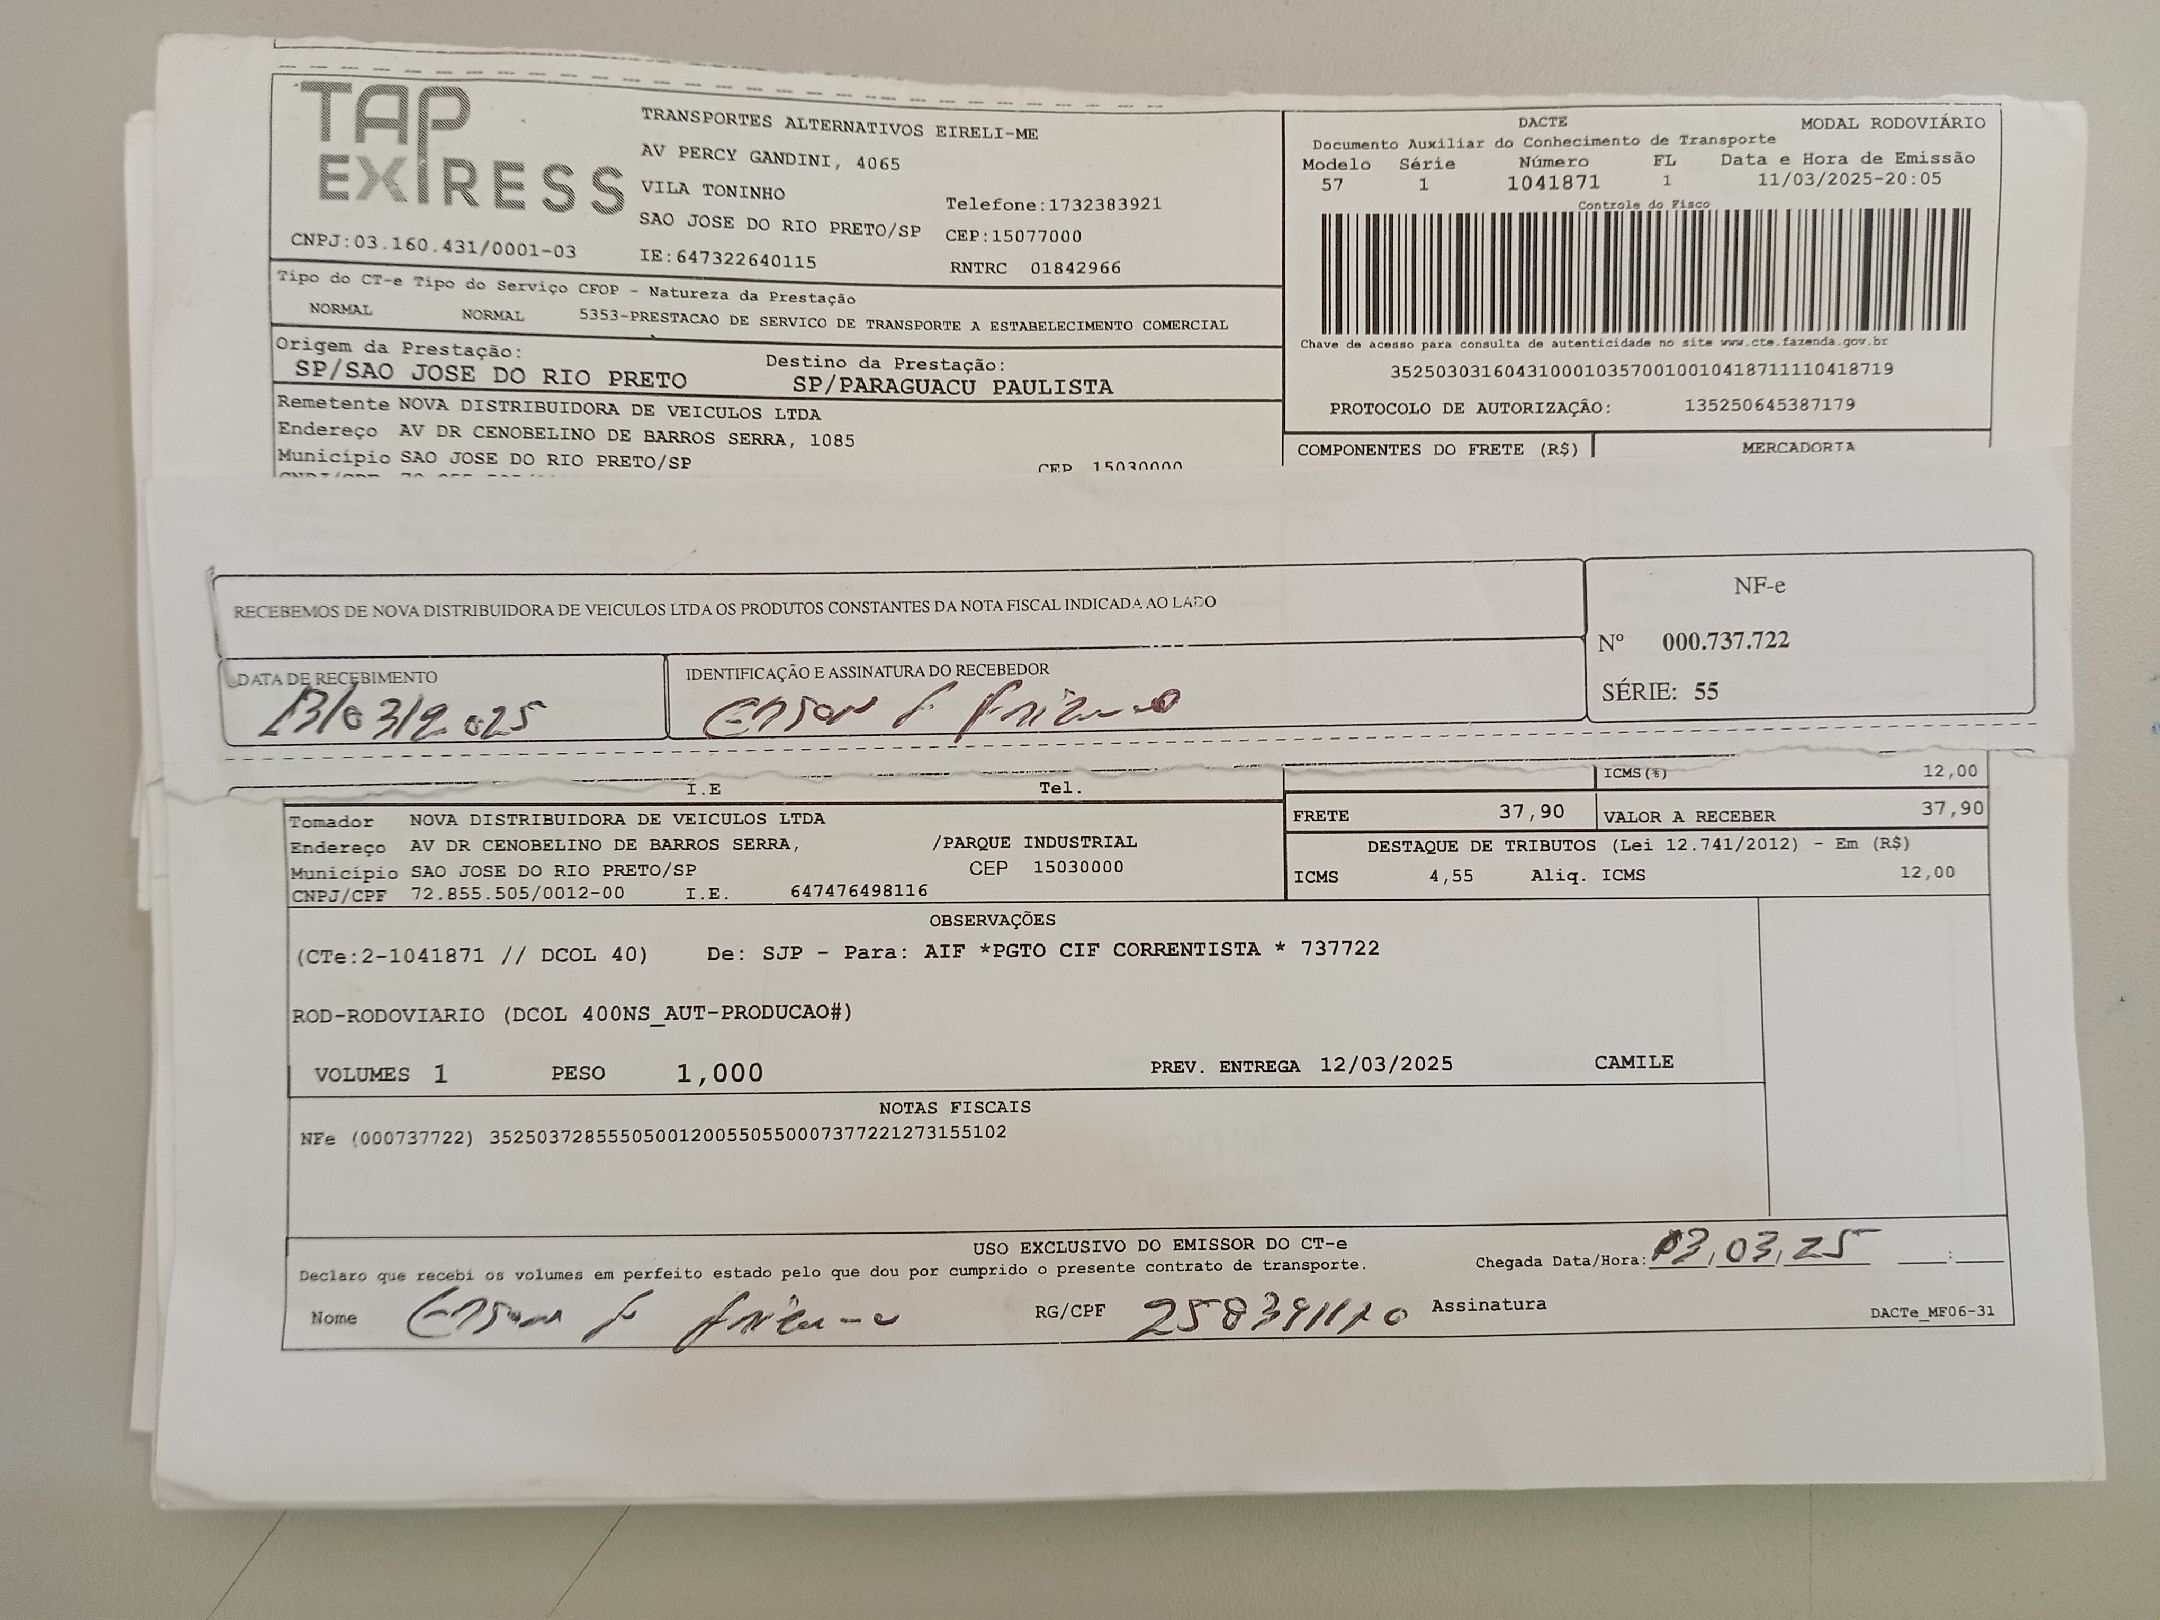 TAP EXPRESS
TRANSPORTES ALTERNATIVOS EIRELI-ME
AV PERCY GANDINI, 4065
VILA TONINHO
Telefone:1732383921
SAO JOSE DO RIO PRETO/SP CEP:15077000
CNPJ:03.160.431/0001-03 IE:647322640115 RNTRC 01842966
DACTE MODAL RODOVIÁRIO
Documento Auxiliar do Conhecimento de Transporte
Modelo Série Número FL Data e Hora de Emissão
57 1 1041871 1 11/03/2025-20:05
Controle do Fisco
Chave de acesso para consulta de autenticidade no site www.cte.fazenda.gov.br
35250303160431000103570010010418711110418719
PROTOCOLO DE AUTORIZAÇÃO: 135250645387179
COMPONENTES DO FRETE (R$) MERCADORIA
Tipo do CT-e Tipo do Serviço CFOP - Natureza da Prestação
NORMAL NORMAL 5353-PRESTACAO DE SERVICO DE TRANSPORTE A ESTABELECIMENTO COMERCIAL
Origem da Prestação: Destino da Prestação:
SP/SAO JOSE DO RIO PRETO SP/PARAGUACU PAULISTA
Remetente NOVA DISTRIBUIDORA DE VEICULOS LTDA
Endereço AV DR CENOBELINO DE BARROS SERRA, 1085
Município SAO JOSE DO RIO PRETO/SP CEP 15030000
RECEBEMOS DE NOVA DISTRIBUIDORA DE VEICULOS LTDA OS PRODUTOS CONSTANTES DA NOTA FISCAL INDICADA AO LADO
NF-e
Nº 000.737.722
SÉRIE: 55
DATA DE RECEBIMENTO IDENTIFICAÇÃO E ASSINATURA DO RECEBEDOR
13/03/2025
I.E Tel.
ICMS(%) 12,00
FRETE 37,90 VALOR A RECEBER 37,90
DESTAQUE DE TRIBUTOS (Lei 12.741/2012) - Em (R$)
ICMS 4,55 Aliq. ICMS 12,00
Tomador NOVA DISTRIBUIDORA DE VEICULOS LTDA
Endereço AV DR CENOBELINO DE BARROS SERRA, /PARQUE INDUSTRIAL
Município SAO JOSE DO RIO PRETO/SP CEP 15030000
CNPJ/CPF 72.855.505/0012-00 I.E. 647476498116
OBSERVAÇÕES
(CTe:2-1041871 // DCOL 40) De: SJP - Para: AIF *PGTO CIF CORRENTISTA * 737722
ROD-RODOVIARIO (DCOL 400NS_AUT-PRODUCAO#)
VOLUMES 1 PESO 1,000 PREV. ENTREGA 12/03/2025 CAMILE
NOTAS FISCAIS
NFe (000737722) 35250372855505001200550550007377221273155102
USO EXCLUSIVO DO EMISSOR DO CT-e
Declaro que recebi os volumes em perfeito estado pelo que dou por cumprido o presente contrato de transporte.
Chegada Data/Hora: 13,03,25 :
Nome RG/CPF Assinatura
DACTe_MF06-31